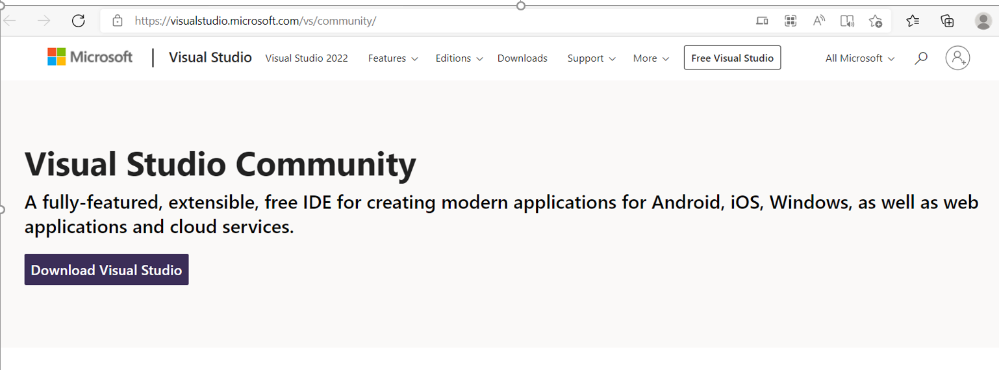 https://visualstudio.microsoft.com/vs/community/
Microsoft | Visual Studio Visual Studio 2022 Features Editions Downloads Support More Free Visual Studio All Microsoft
Visual Studio Community
A fully-featured, extensible, free IDE for creating modern applications for Android, iOS, Windows, as well as web
applications and cloud services.
Download Visual Studio